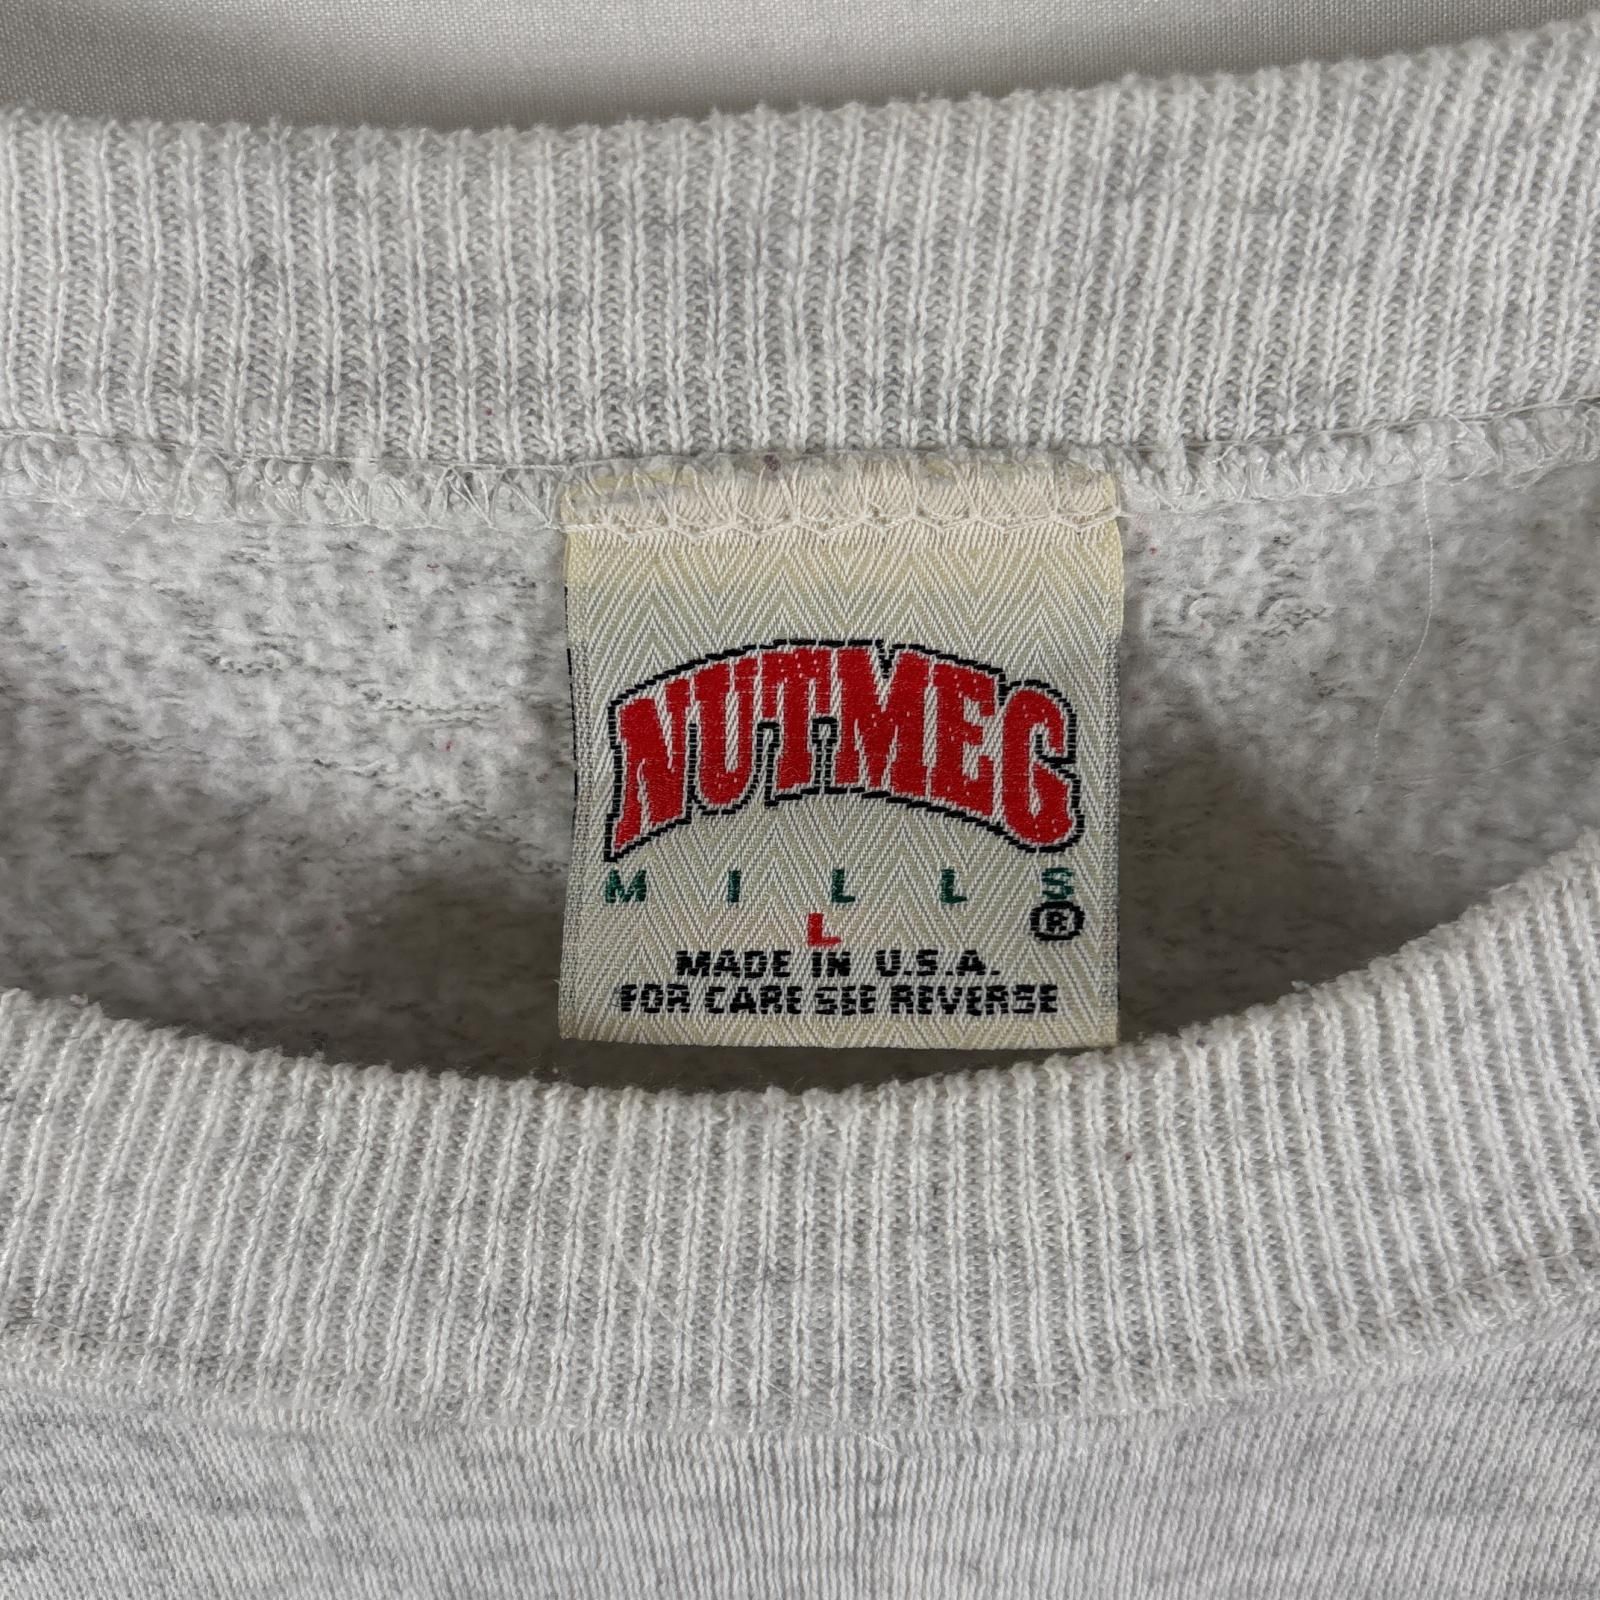 NUTMEG
MILLS
®
L
MADE IN U.S.A.
FOR CARE SEE REVERSE